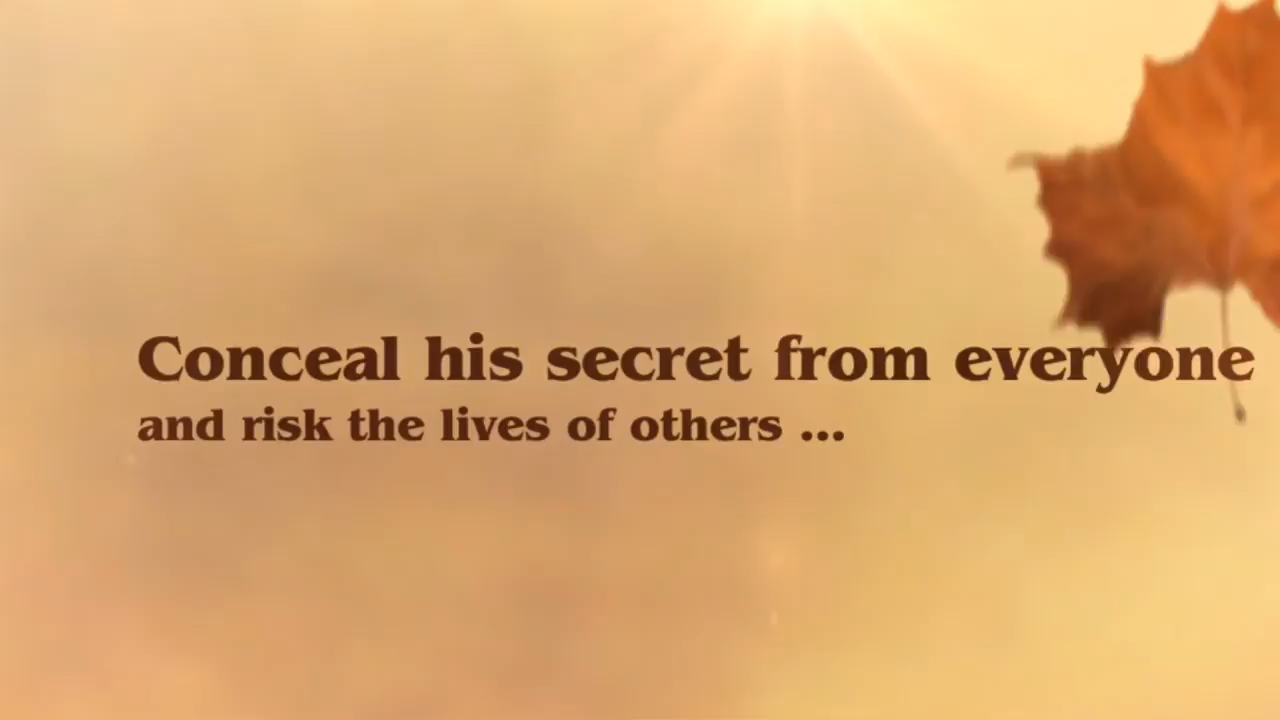 Conceal his secret from everyone
and risk the lives of others ...